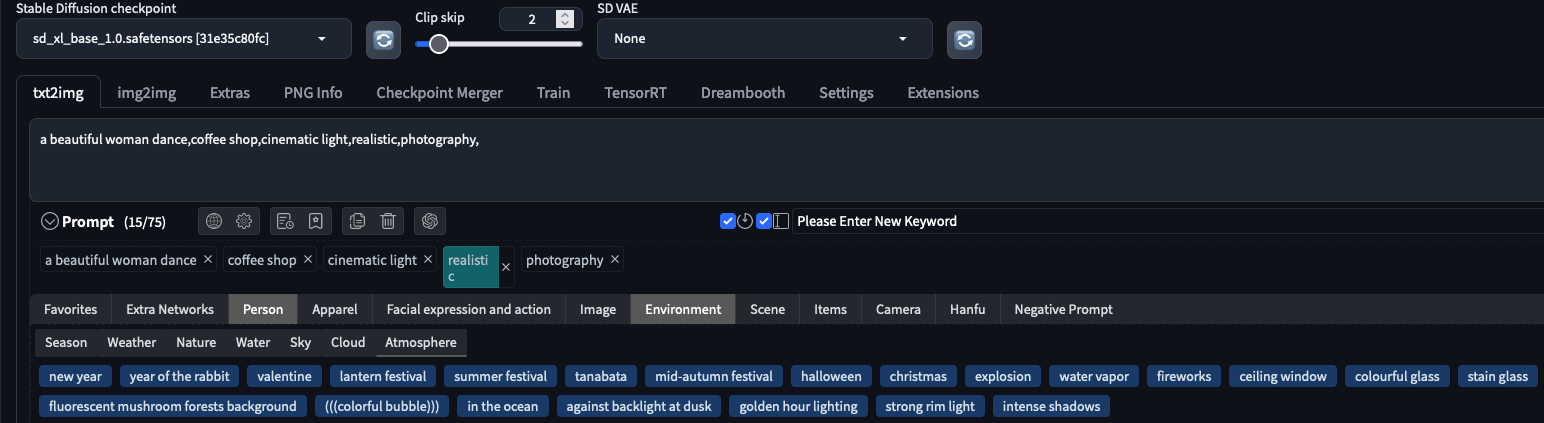 Stable Diffusion checkpoint
Clip skip
2
SD VAE
sd_xl_base_1.0.safetensors [31e35c80fc]
None
txt2img
img2img
Extras
PNG Info
Checkpoint Merger
Train
TensorRT
Dreambooth
Settings
Extensions
a beautiful woman dance,coffee shop,cinematic light,realistic,photography,
Prompt (15/75)
Please Enter New Keyword
a beautiful woman dance ×
coffee shop ×
cinematic light ×
realisti
c
×
photography ×
Favorites
Extra Networks
Person
Apparel
Facial expression and action
Image
Environment
Scene
Items
Camera
Hanfu
Negative Prompt
Season
Weather
Nature
Water
Sky
Cloud
Atmosphere
new year
year of the rabbit
valentine
lantern festival
summer festival
tanabata
mid-autumn festival
halloween
christmas
explosion
water vapor
fireworks
ceiling window
colourful glass
stain glass
fluorescent mushroom forests background
(((colorful bubble)))
in the ocean
against backlight at dusk
golden hour lighting
strong rim light
intense shadows